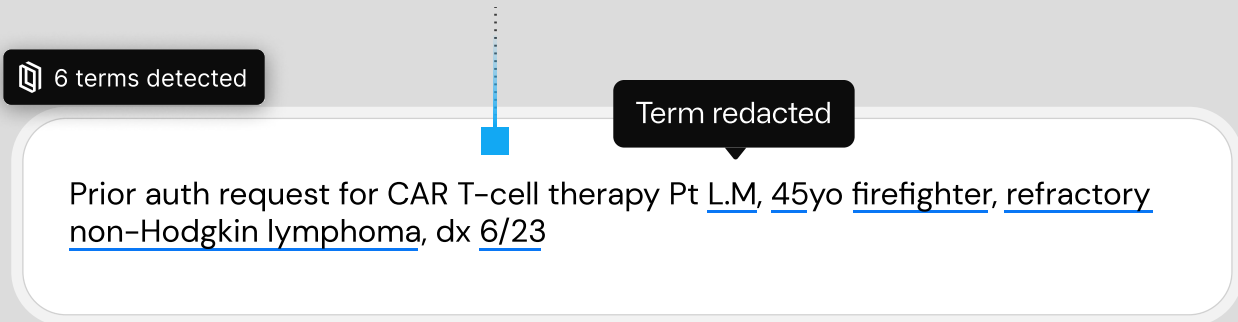 6 terms detected
Term redacted
Prior auth request for CAR T-cell therapy Pt L.M, 45yo firefighter, refractory
non-Hodgkin lymphoma, dx 6/23